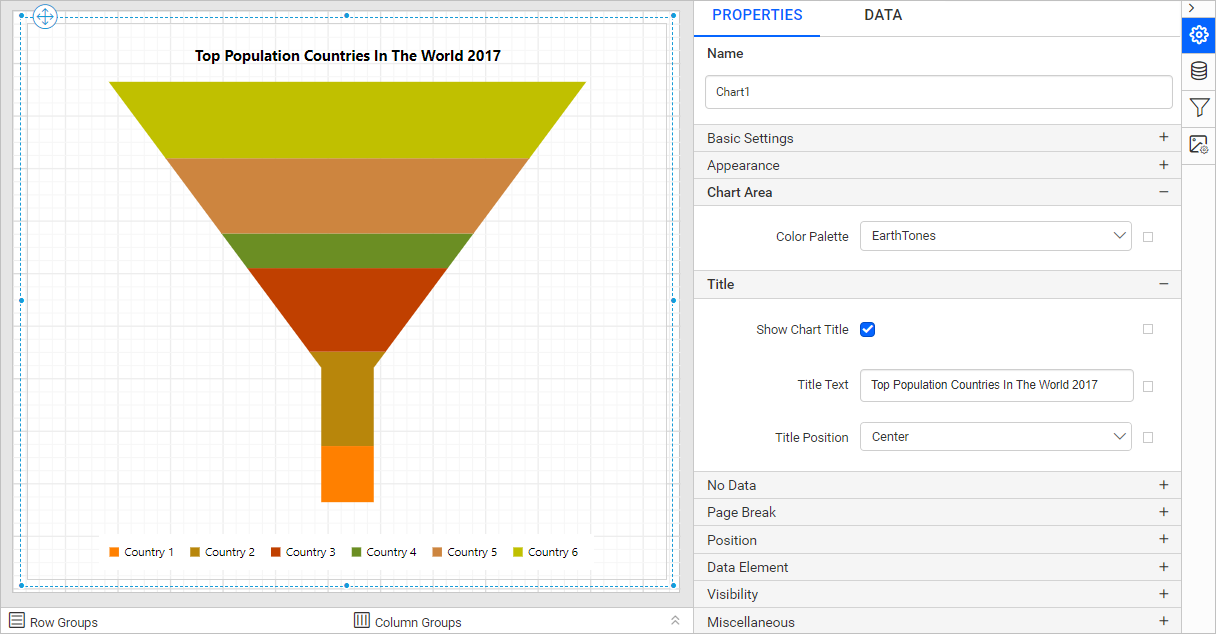 Top Population Countries In The World 2017
Country 1 Country 2 Country 3 Country 4 Country 5 Country 6
Row Groups
Column Groups
PROPERTIES DATA
Name
Chart1
Basic Settings
Appearance
Chart Area
Color Palette EarthTones
Title
Show Chart Title
Title Text Top Population Countries In The World 2017
Title Position Center
No Data
Page Break
Position
Data Element
Visibility
Miscellaneous